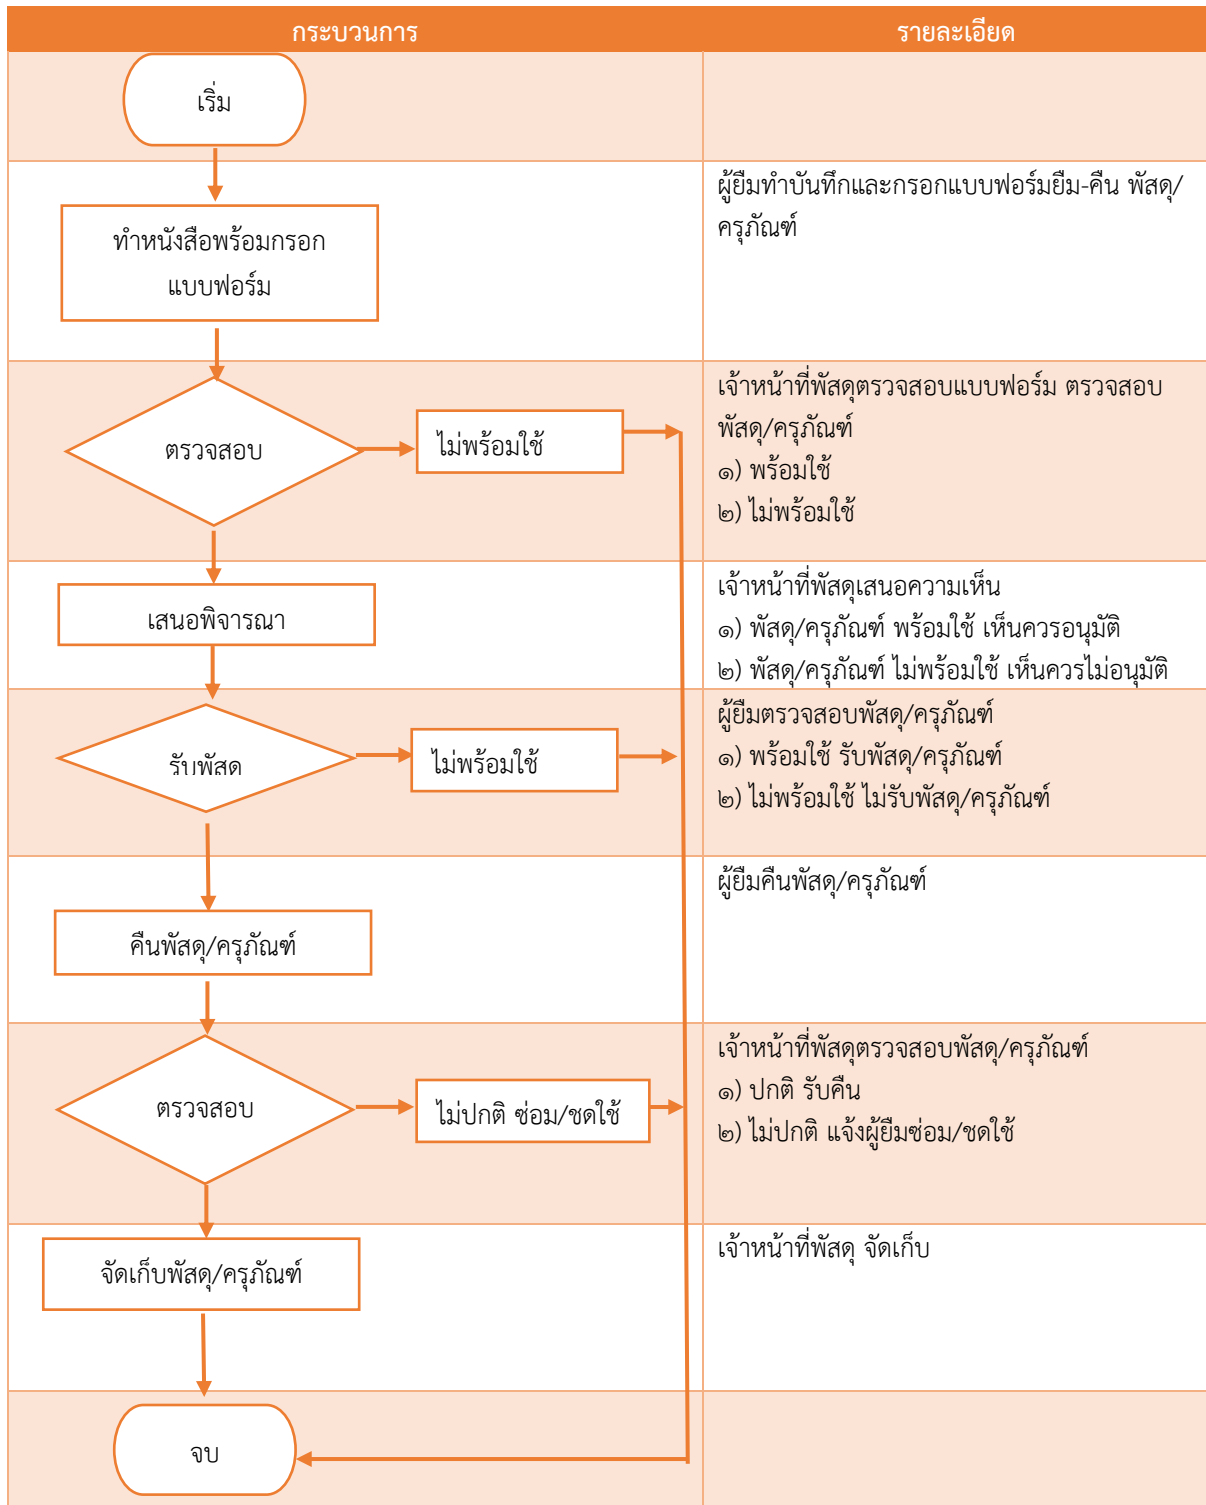 กระบวนการ
รายละเอียด
เริ่ม
ทำหนังสือพร้อมกรอก
แบบฟอร์ม
ผู้ยืมทำบันทึกและกรอกแบบฟอร์มยืม-คืน พัสดุ/
ครุภัณฑ์
ตรวจสอบ
ไม่พร้อมใช้
เจ้าหน้าที่พัสดุตรวจสอบแบบฟอร์ม ตรวจสอบ
พัสดุ/ครุภัณฑ์
๑) พร้อมใช้
๒) ไม่พร้อมใช้
เสนอพิจารณา
เจ้าหน้าที่พัสดุเสนอความเห็น
๑) พัสดุ/ครุภัณฑ์ พร้อมใช้ เห็นควรอนุมัติ
๒) พัสดุ/ครุภัณฑ์ ไม่พร้อมใช้ เห็นควรไม่อนุมัติ
รับพัสด
ไม่พร้อมใช้
ผู้ยืมตรวจสอบพัสดุ/ครุภัณฑ์
๑) พร้อมใช้ รับพัสดุ/ครุภัณฑ์
๒) ไม่พร้อมใช้ ไม่รับพัสดุ/ครุภัณฑ์
คืนพัสดุ/ครุภัณฑ์
ผู้ยืมคืนพัสดุ/ครุภัณฑ์
ตรวจสอบ
ไม่ปกติ ซ่อม/ชดใช้
เจ้าหน้าที่พัสดุตรวจสอบพัสดุ/ครุภัณฑ์
๑) ปกติ รับคืน
๒) ไม่ปกติ แจ้งผู้ยืมซ่อม/ชดใช้
จัดเก็บพัสดุ/ครุภัณฑ์
เจ้าหน้าที่พัสดุ จัดเก็บ
จบ